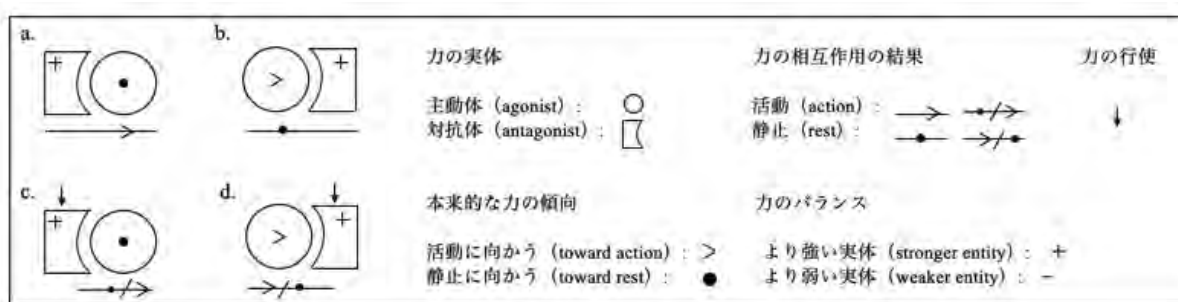 a.
b.
c.
d.
力の実体
主動体 (agonist) :
対抗体 (antagonist) :
力の相互作用の結果
活動 (action) :
静止 (rest) :
力の行使
本来的な力の傾向
活動に向かう (toward action) : >
静止に向かう (toward rest) : ●
力のバランス
より強い実体 (stronger entity) : +
より弱い実体 (weaker entity) : −